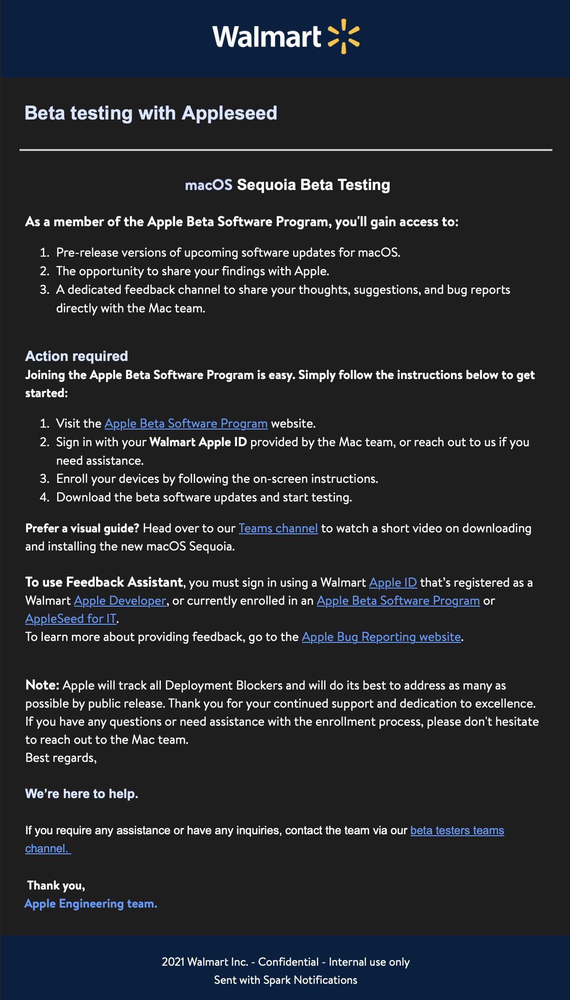 Walmart
Beta testing with Appleseed
macOS Sequoia Beta Testing
As a member of the Apple Beta Software Program, you'll gain access to:
1. Pre-release versions of upcoming software updates for macOS.
2. The opportunity to share your findings with Apple.
3. A dedicated feedback channel to share your thoughts, suggestions, and bug reports
directly with the Mac team.
Action required
Joining the Apple Beta Software Program is easy. Simply follow the instructions below to get
started:
1. Visit the Apple Beta Software Program website.
2. Sign in with your Walmart Apple ID provided by the Mac team, or reach out to us if you
need assistance.
3. Enroll your devices by following the on-screen instructions.
4. Download the beta software updates and start testing.
Prefer a visual guide? Head over to our Teams channel to watch a short video on downloading
and installing the new macOS Sequoia.
To use Feedback Assistant, you must sign in using a Walmart Apple ID that’s registered as a
Walmart Apple Developer, or currently enrolled in an Apple Beta Software Program or
AppleSeed for IT.
To learn more about providing feedback, go to the Apple Bug Reporting website.
Note: Apple will track all Deployment Blockers and will do its best to address as many as
possible by public release. Thank you for your continued support and dedication to excellence.
If you have any questions or need assistance with the enrollment process, please don't hesitate
to reach out to the Mac team.
Best regards,
We’re here to help.
If you require any assistance or have any inquiries, contact the team via our beta testers teams
channel.
Thank you,
Apple Engineering team.
2021 Walmart Inc. - Confidential - Internal use only
Sent with Spark Notifications